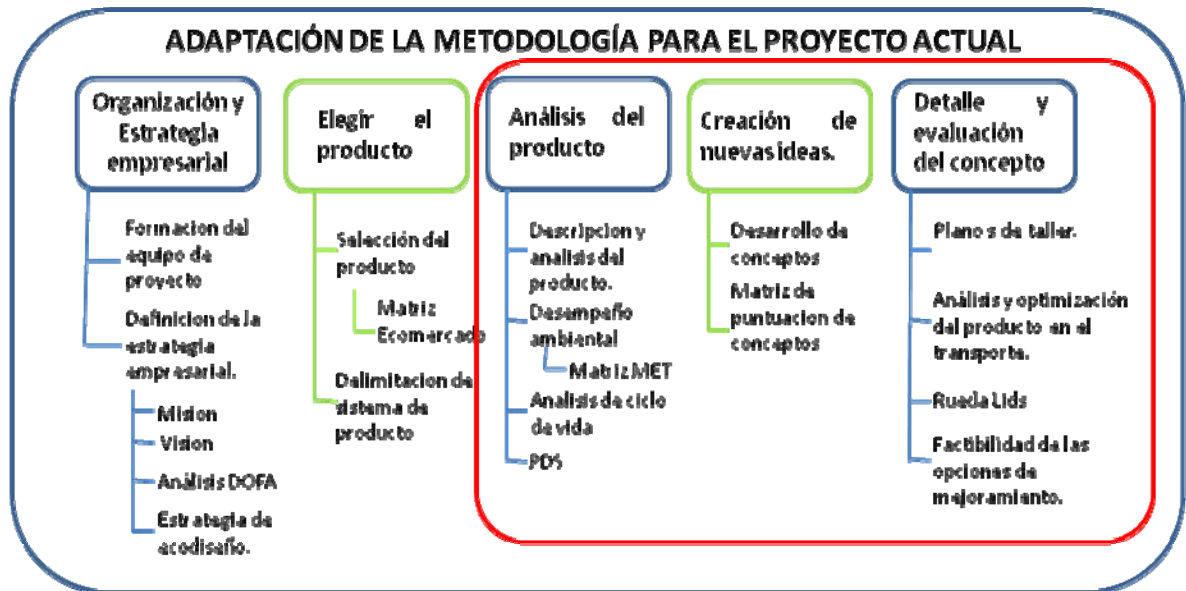 ADAPTACIÓN DE LA METODOLOGÍA PARA EL PROYECTO ACTUAL
Organización y
Estrategia
empresarial
Formacion del
equipo de
proyecto
Definicion de la
estrategia
empresarial.
Mision
Vision
Análisis DOFA
Estrategia de
ecodiseño.
Elegir el
producto
Selección del
producto
Matriz
Ecomercado
Delimitacion de
sistema de
producto
Análisis del
producto
Descripcion y
analisis del
producto.
Desempeño
ambiental
Matriz MET
Analisis de ciclo
de vida
PDS
Creación de
nuevas ideas.
Desarrollo de
conceptos
Matriz de
puntuacion de
conceptos
Detalle y
evaluación
del concepto
Planos de taller.
Análisis y optimización
del producto en el
transporte.
Rueda Lids
Factibilidad de las
opciones de
mejoramiento.